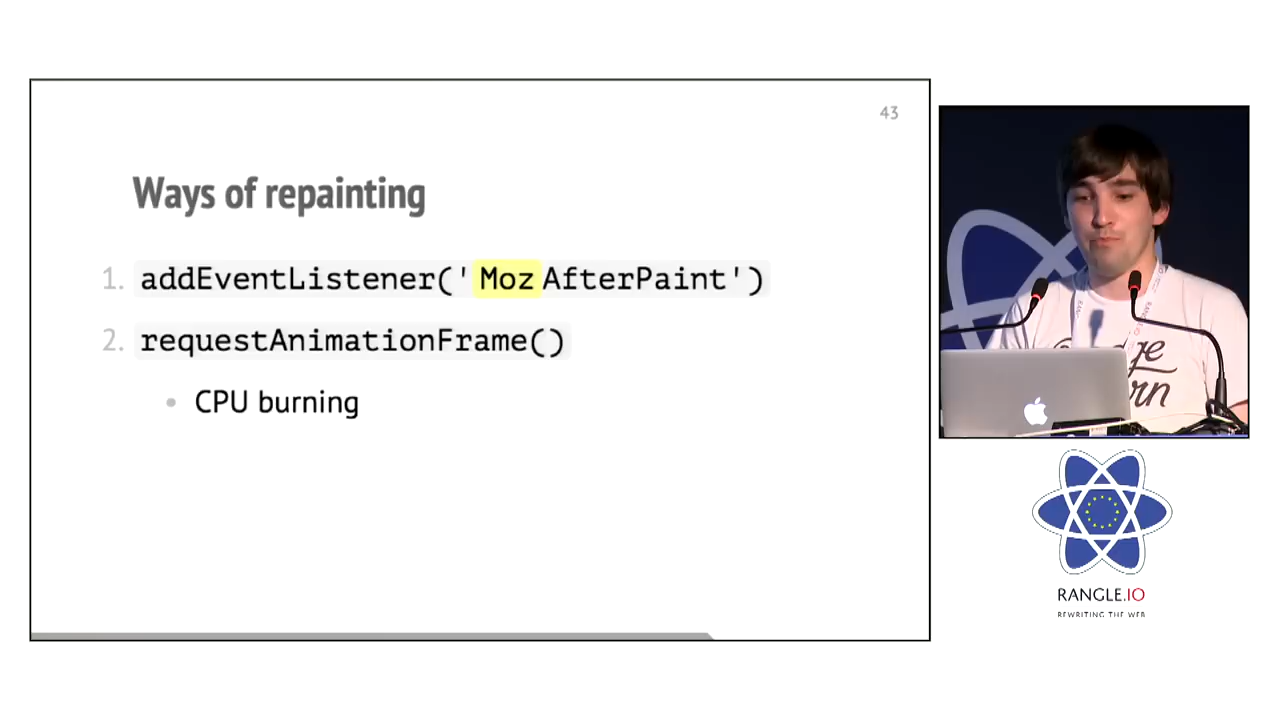 43
Ways of repainting
1. addEventListener('MozAfterPaint')
2. requestAnimationFrame()
• CPU burning
RANGLE.IO
REWRITING THE WEB